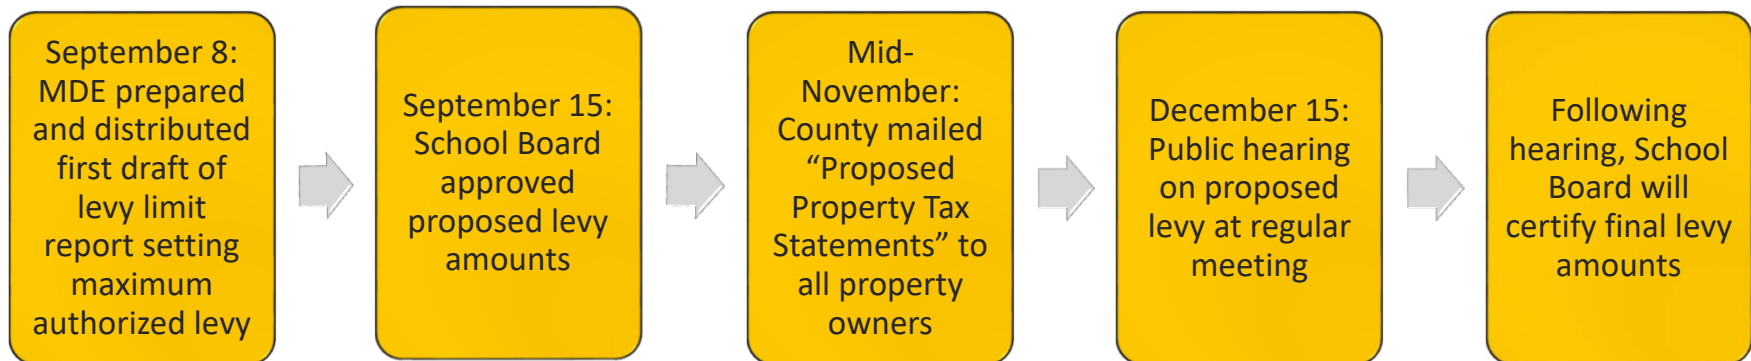 September 8:
MDE prepared
and distributed
first draft of
levy limit
report setting
maximum
authorized levy
September 15:
School Board
approved
proposed levy
amounts
Mid-
November:
County mailed
“Proposed
Property Tax
Statements” to
all property
owners
December 15:
Public hearing
on proposed
levy at regular
meeting
Following
hearing, School
Board will
certify final levy
amounts